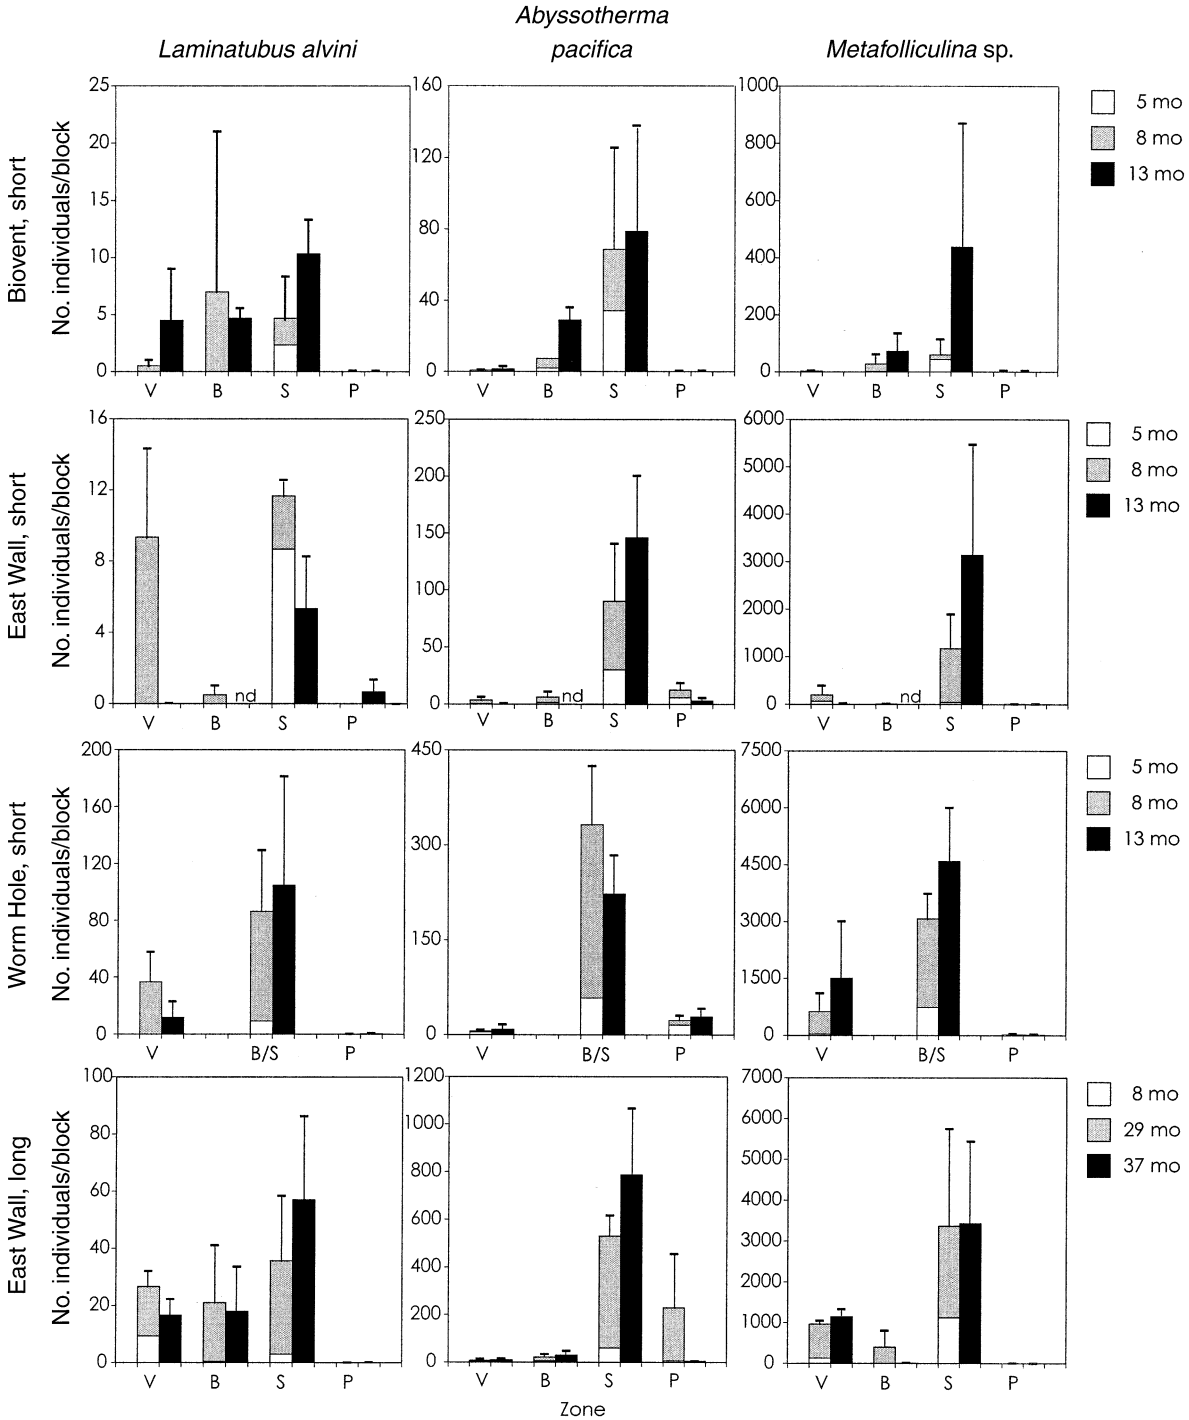 Abyssotherma
Laminatubus alvini pacifica Metafolliculina sp.
Biovent, short
No. individuals/block
25
20
15
10
5
0
V B S P
160
120
80
40
0
V B S P
1000
800
600
400
200
0
V B S P
5 mo
8 mo
13 mo
East Wall, short
No. individuals/block
16
12
8
4
0
nd
V B S P
250
200
150
100
50
0
nd
V B S P
6000
5000
4000
3000
2000
1000
0
nd
V B S P
5 mo
8 mo
13 mo
Worm Hole, short
No. individuals/block
200
160
120
80
40
0
V B/S P
450
300
150
0
V B/S P
7500
6000
4500
3000
1500
0
V B/S P
5 mo
8 mo
13 mo
East Wall, long
No. individuals/block
100
80
60
40
20
0
V B S P
1200
1000
800
600
400
200
0
V B S P
7000
6000
5000
4000
3000
2000
1000
0
V B S P
8 mo
29 mo
37 mo
Zone